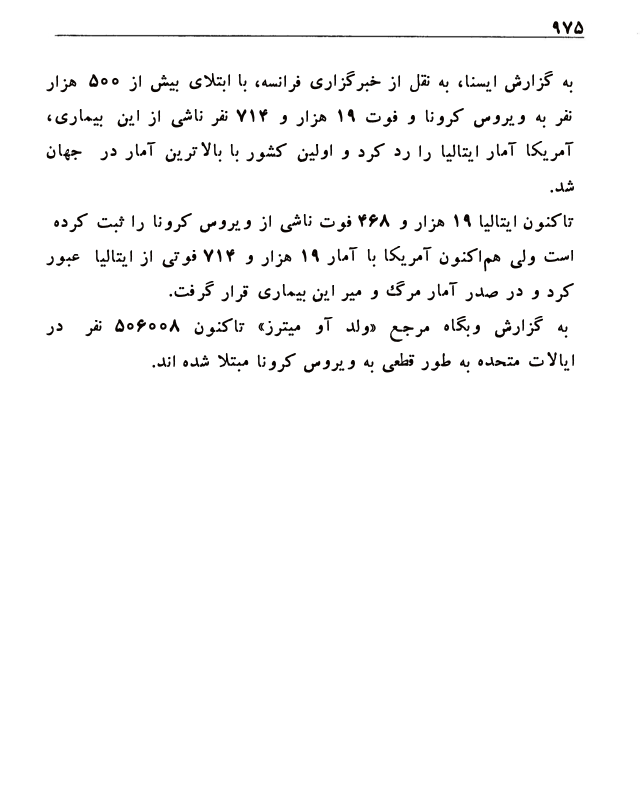 ۹۷۵
به گزارش ایسنا، به نقل از خبرگزاری فرانسه، با ابتلای بیش از ۵۰۰ هزار
نفر به ویروس کرونا و فوت ۱۹ هزار و ۷۱۴ نفر ناشی از این بیماری،
آمریکا آمار ایتالیا را رد کرد و اولین کشور با بالاترین آمار در جهان
شد.
تاکنون ایتالیا ۱۹ هزار و ۴۶۸ فوت ناشی از ویروس کرونا را ثبت کرده
است ولی هم‌اکنون آمریکا با آمار ۱۹ هزار و ۷۱۴ فوتی از ایتالیا عبور
کرد و در صدر آمار مرگ و میر این بیماری قرار گرفت.
به گزارش وبگاه مرجع «ولد آو میترز» تاکنون ۵۰۶۰۰۸ نفر در
ایالات متحده به طور قطعی به ویروس کرونا مبتلا شده اند.